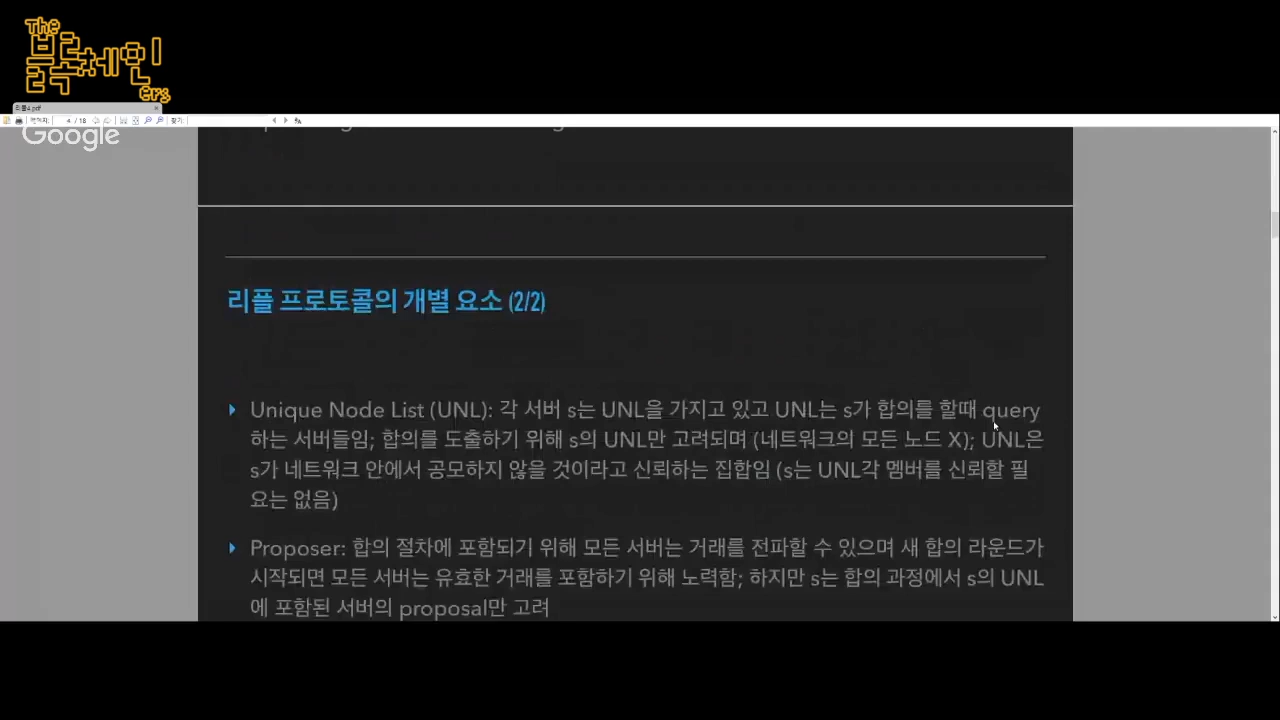 The
블록체인
ers
리플4.pdf
4 / 18
찾기:
Google
리플 프로토콜의 개별 요소 (2/2)
Unique Node List (UNL): 각 서버 s는 UNL을 가지고 있고 UNL는 s가 합의를 할때 query
하는 서버들임; 합의를 도출하기 위해 s의 UNL만 고려되며 (네트워크의 모든 노드 X); UNL은
s가 네트워크 안에서 공모하지 않을 것이라고 신뢰하는 집합임 (s는 UNL각 멤버를 신뢰할 필
요는 없음)
Proposer: 합의 절차에 포함되기 위해 모든 서버는 거래를 전파할 수 있으며 새 합의 라운드가
시작되면 모든 서버는 유효한 거래를 포함하기 위해 노력함; 하지만 s는 합의 과정에서 s의 UNL
에 포함된 서버의 proposal만 고려